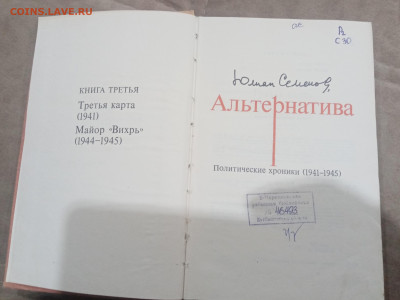 COINS.LAVE.RU
КНИГА ТРЕТЬЯ
Третья карта
(1941)
Майор «Вихрь»
(1944—1945)
С 30
Юлиан Семенов
Альтернатива
Политические хроники (1941-1945)